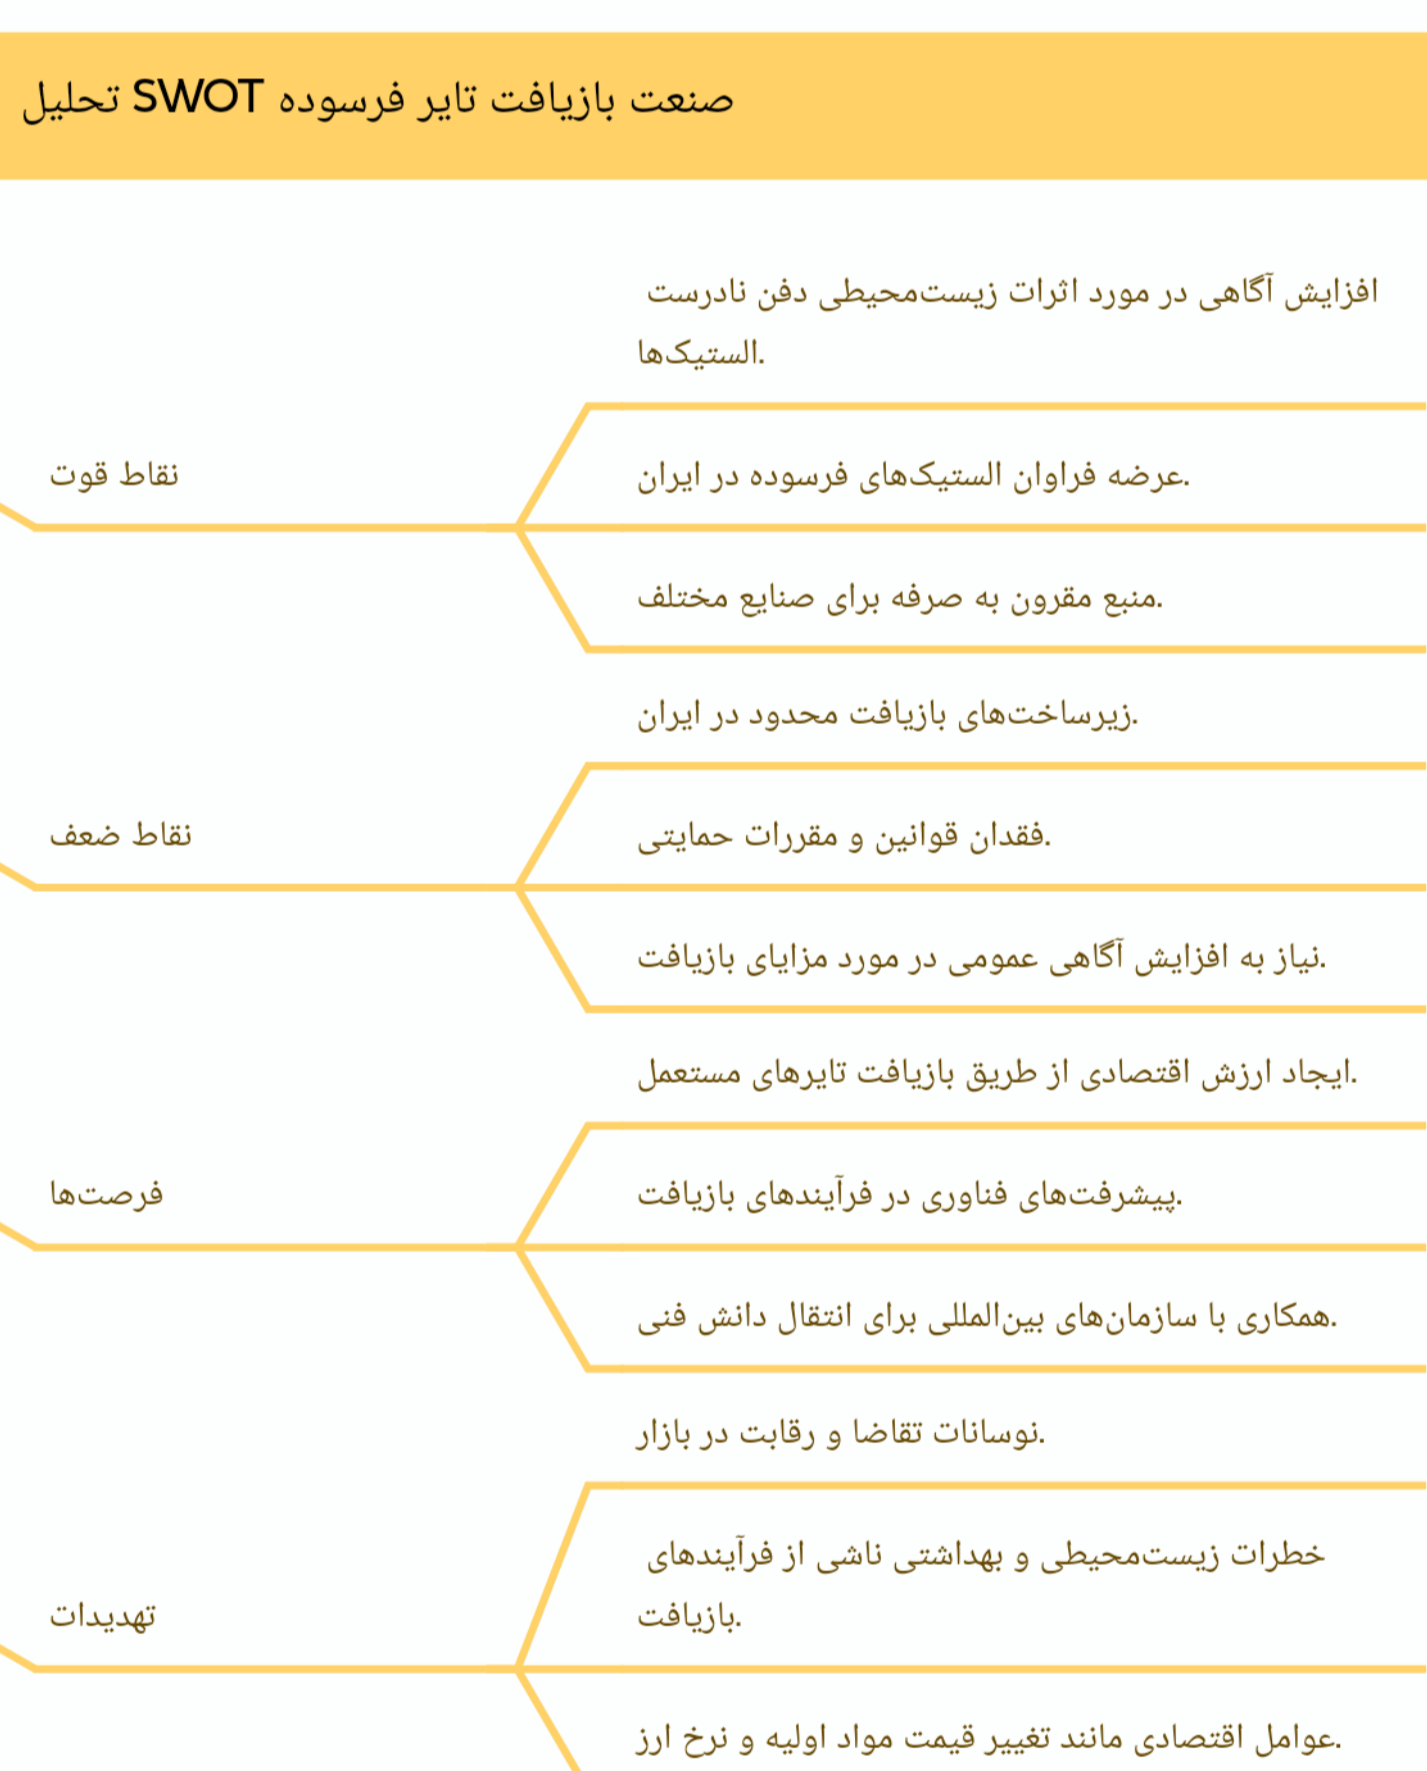 تحلیل SWOT صنعت بازیافت تایر فرسوده
نقاط قوت
افزایش آگاهی در مورد اثرات زیست‌محیطی دفن نادرست
الستیک‌ها.
عرضه فراوان الستیک‌های فرسوده در ایران.
منبع مقرون به صرفه برای صنایع مختلف.
نقاط ضعف
زیرساخت‌های بازیافت محدود در ایران.
فقدان قوانین و مقررات حمایتی.
نیاز به افزایش آگاهی عمومی در مورد مزایای بازیافت.
فرصت‌ها
ایجاد ارزش اقتصادی از طریق بازیافت تایرهای مستعمل.
پیشرفت‌های فناوری در فرآیندهای بازیافت.
همکاری با سازمان‌های بین‌المللی برای انتقال دانش فنی.
تهدیدات
نوسانات تقاضا و رقابت در بازار.
خطرات زیست‌محیطی و بهداشتی ناشی از فرآیندهای
بازیافت.
عوامل اقتصادی مانند تغییر قیمت مواد اولیه و نرخ ارز.